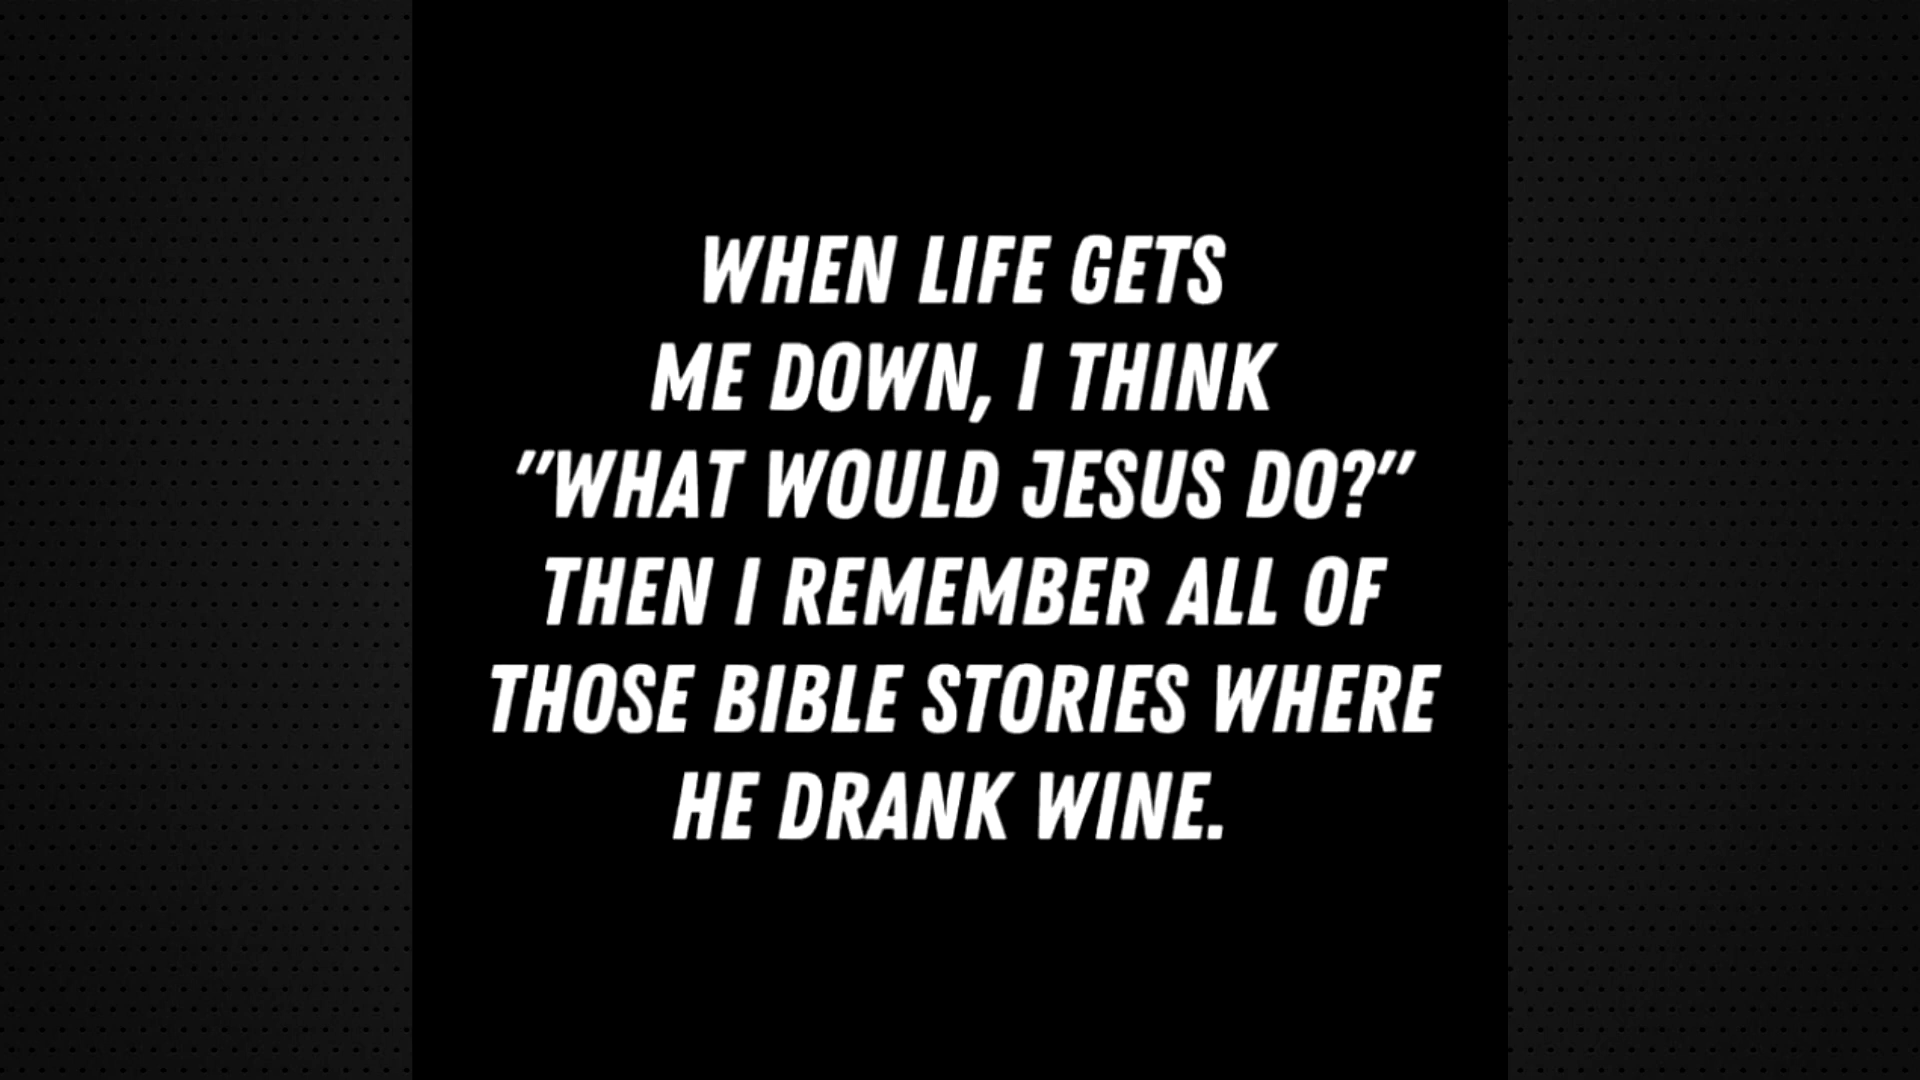 WHEN LIFE GETS
ME DOWN, I THINK
"WHAT WOULD JESUS DO?"
THEN I REMEMBER ALL OF
THOSE BIBLE STORIES WHERE
HE DRANK WINE.